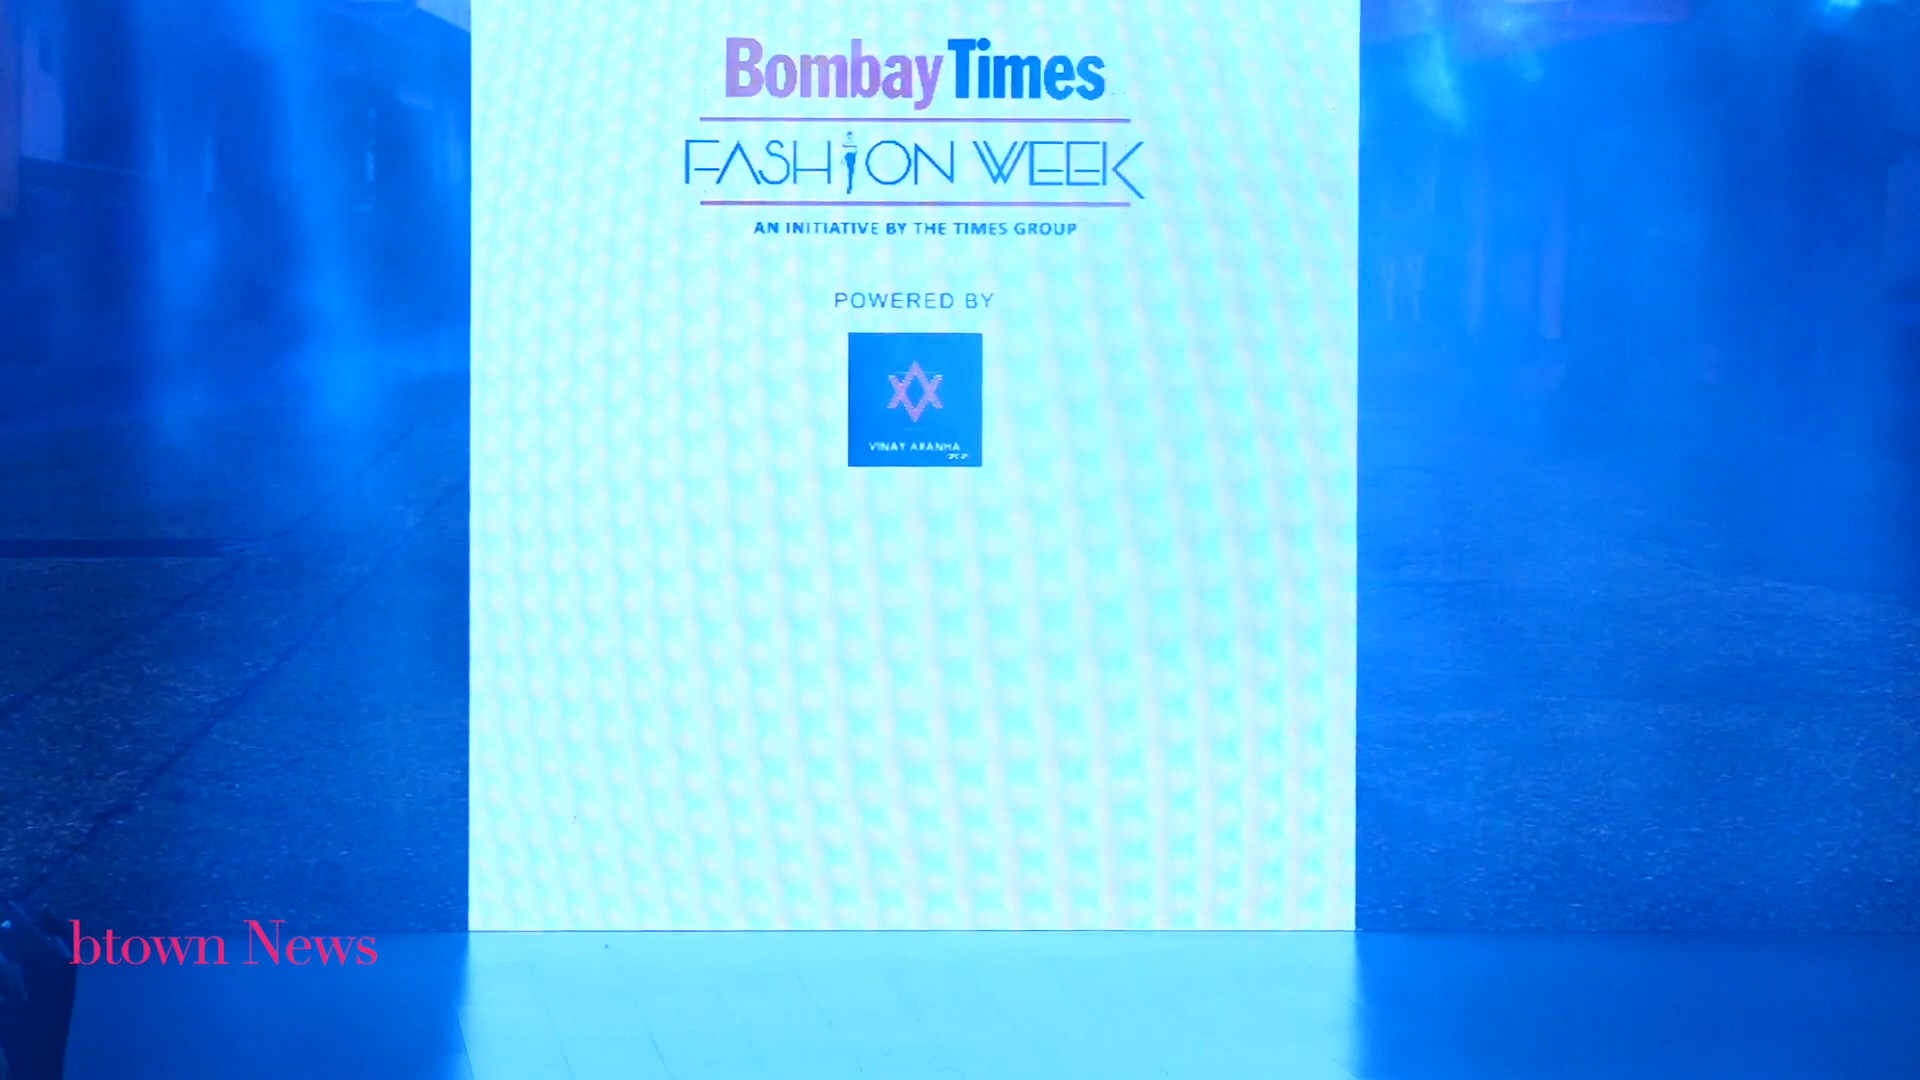 Bombay Times
FASHION WEEK
AN INITIATIVE BY THE TIMES GROUP
POWERED BY
VINAY ARANHA
btown News